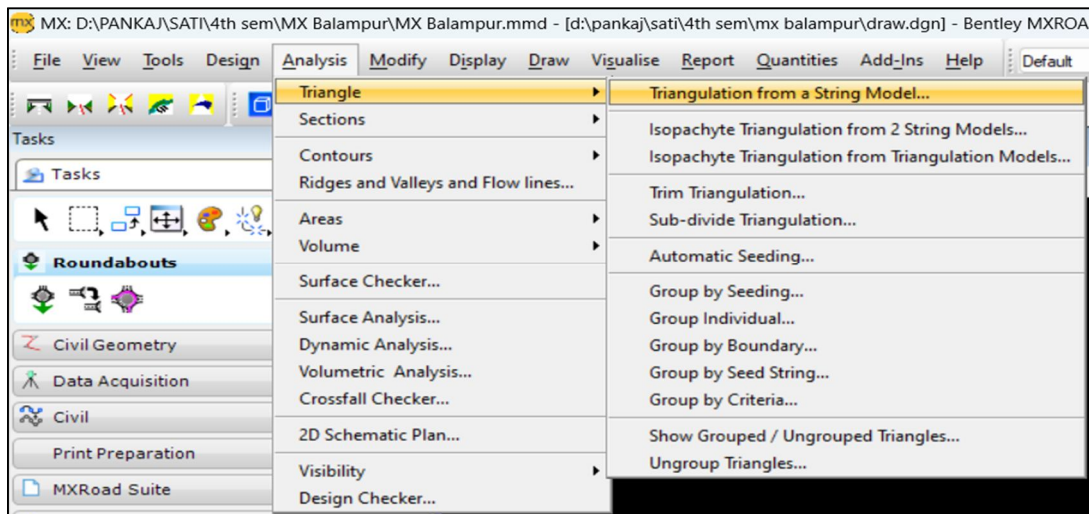 MX: D:\PANKAJ\SATI\4th sem\MX Balampur\MX Balampur.mmd - [d:\pankaj\sati\4th sem\mx balampur\draw.dgn] - Bentley MXROA
File View Tools Design Analysis Modify Display Draw Visualise Report Quantities Add-Ins Help Default
Tasks
Tasks
Roundabouts
Civil Geometry
Data Acquisition
Civil
Print Preparation
MXRoad Suite
Triangle
Sections
Contours
Ridges and Valleys and Flow lines...
Areas
Volume
Surface Checker...
Surface Analysis...
Dynamic Analysis...
Volumetric Analysis...
Crossfall Checker...
2D Schematic Plan...
Visibility
Design Checker...
Triangulation from a String Model...
Isopachyte Triangulation from 2 String Models...
Isopachyte Triangulation from Triangulation Models...
Trim Triangulation...
Sub-divide Triangulation...
Automatic Seeding...
Group by Seeding...
Group Individual...
Group by Boundary...
Group by Seed String...
Group by Criteria...
Show Grouped / Ungrouped Triangles...
Ungroup Triangles...